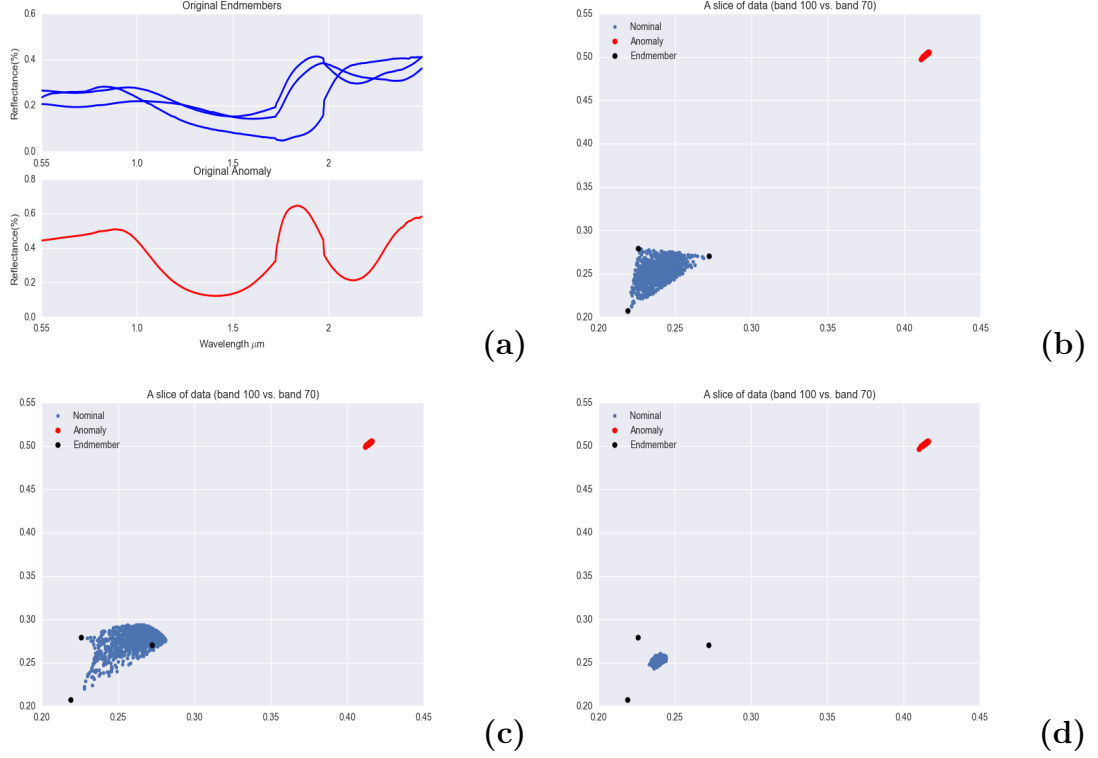 Original Endmembers
0.6
0.4
0.2
0.0
Reflectance(%)
0.55 1.0 1.5 2
Original Anomaly
0.8
0.6
0.4
0.2
0.0
Reflectance(%)
0.55 1.0 1.5 2
Wavelength μm
(a)
A slice of data (band 100 vs. band 70)
Nominal
Anomaly
Endmember
0.55
0.50
0.45
0.40
0.35
0.30
0.25
0.20
0.20 0.25 0.30 0.35 0.40 0.45
(b)
A slice of data (band 100 vs. band 70)
Nominal
Anomaly
Endmember
0.55
0.50
0.45
0.40
0.35
0.30
0.25
0.20
0.20 0.25 0.30 0.35 0.40 0.45
(c)
A slice of data (band 100 vs. band 70)
Nominal
Anomaly
Endmember
0.55
0.50
0.45
0.40
0.35
0.30
0.25
0.20
0.20 0.25 0.30 0.35 0.40 0.45
(d)